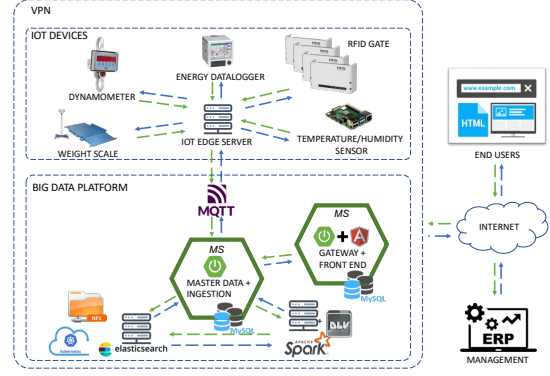 VPN
IOT DEVICES
RFID GATE
ENERGY DATALOGGER
DYNAMOMETER
WEIGHT SCALE
IOT EDGE SERVER
TEMPERATURE/HUMIDITY
SENSOR
www.example.com
HTML
END USERS
BIG DATA PLATFORM
MQTT
MS
MASTER DATA +
INGESTION
MySQL
MS
+
GATEWAY +
FRONT END
MySQL
INTERNET
NFS
kubernetes
elasticsearch
+
DLV
APACHE
Spark
ERP
MANAGEMENT